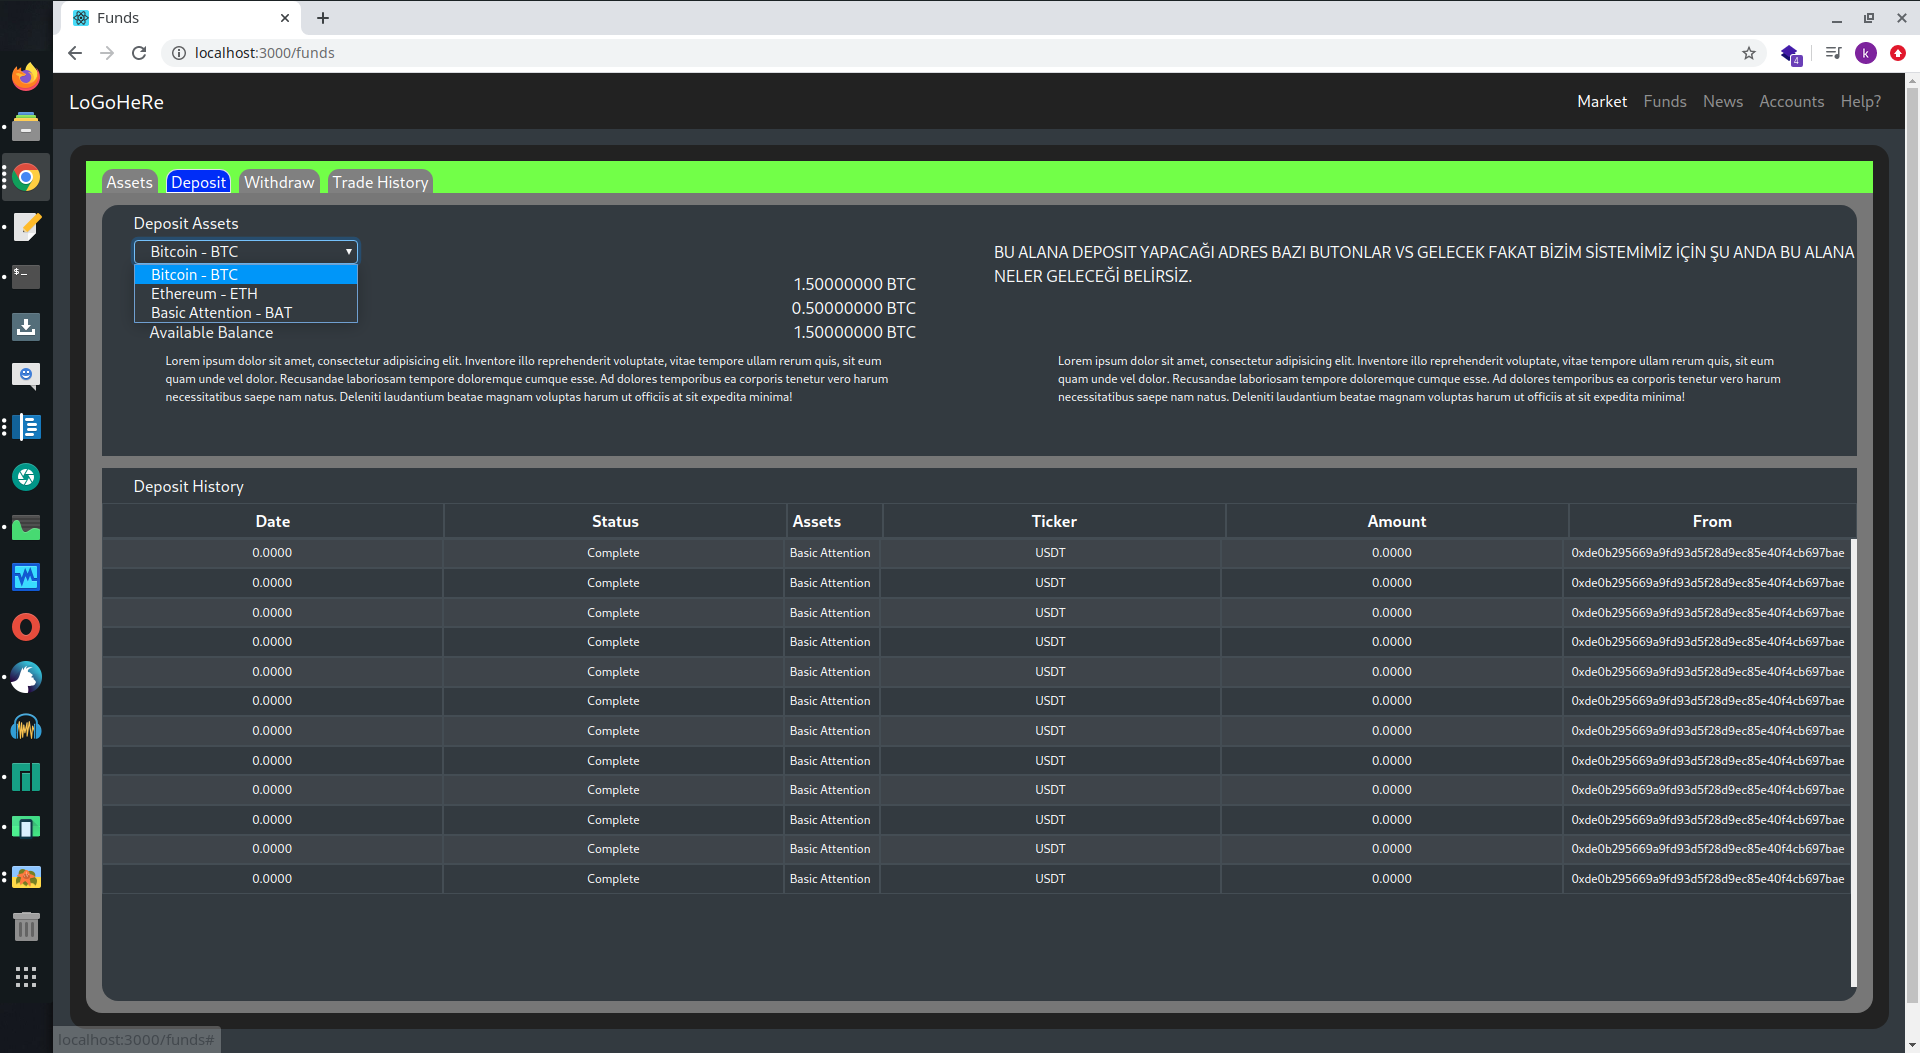 Funds
localhost:3000/funds
4
k
LoGoHeRe
Market Funds News Accounts Help?
Assets Deposit Withdraw Trade History
Deposit Assets
Bitcoin - BTC
Bitcoin - BTC
Ethereum - ETH
Basic Attention - BAT
1.50000000 BTC
0.50000000 BTC
Available Balance 1.50000000 BTC
Lorem ipsum dolor sit amet, consectetur adipisicing elit. Inventore illo reprehenderit voluptate, vitae tempore ullam rerum quis, sit eum
quam unde vel dolor. Recusandae laboriosam tempore doloremque cumque esse. Ad dolores temporibus ea corporis tenetur vero harum
necessitatibus saepe nam natus. Deleniti laudantium beatae magnam voluptas harum ut officiis at sit expedita minima!
BU ALANA DEPOSIT YAPACAĞI ADRES BAZI BUTONLAR VS GELECEK FAKAT BİZİM SİSTEMİMİZ İÇİN ŞU ANDA BU ALANA
NELER GELECEĞİ BELİRSİZ.
Lorem ipsum dolor sit amet, consectetur adipisicing elit. Inventore illo reprehenderit voluptate, vitae tempore ullam rerum quis, sit eum
quam unde vel dolor. Recusandae laboriosam tempore doloremque cumque esse. Ad dolores temporibus ea corporis tenetur vero harum
necessitatibus saepe nam natus. Deleniti laudantium beatae magnam voluptas harum ut officiis at sit expedita minima!
Deposit History
Date Status Assets Ticker Amount From
0.0000 Complete Basic Attention USDT 0.0000 0xde0b295669a9fd93d5f28d9ec85e40f4cb697bae
0.0000 Complete Basic Attention USDT 0.0000 0xde0b295669a9fd93d5f28d9ec85e40f4cb697bae
0.0000 Complete Basic Attention USDT 0.0000 0xde0b295669a9fd93d5f28d9ec85e40f4cb697bae
0.0000 Complete Basic Attention USDT 0.0000 0xde0b295669a9fd93d5f28d9ec85e40f4cb697bae
0.0000 Complete Basic Attention USDT 0.0000 0xde0b295669a9fd93d5f28d9ec85e40f4cb697bae
0.0000 Complete Basic Attention USDT 0.0000 0xde0b295669a9fd93d5f28d9ec85e40f4cb697bae
0.0000 Complete Basic Attention USDT 0.0000 0xde0b295669a9fd93d5f28d9ec85e40f4cb697bae
0.0000 Complete Basic Attention USDT 0.0000 0xde0b295669a9fd93d5f28d9ec85e40f4cb697bae
0.0000 Complete Basic Attention USDT 0.0000 0xde0b295669a9fd93d5f28d9ec85e40f4cb697bae
0.0000 Complete Basic Attention USDT 0.0000 0xde0b295669a9fd93d5f28d9ec85e40f4cb697bae
0.0000 Complete Basic Attention USDT 0.0000 0xde0b295669a9fd93d5f28d9ec85e40f4cb697bae
0.0000 Complete Basic Attention USDT 0.0000 0xde0b295669a9fd93d5f28d9ec85e40f4cb697bae
localhost:3000/funds#